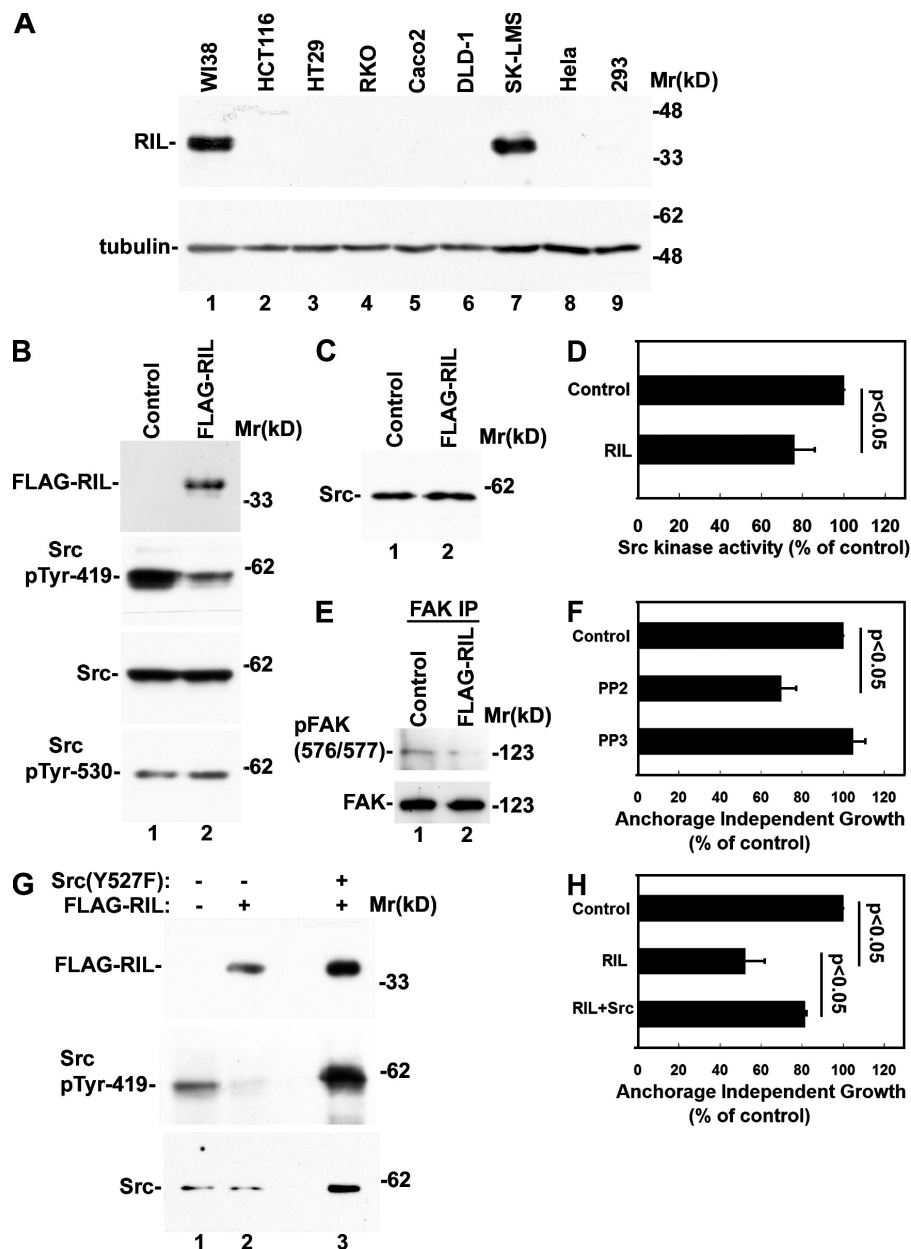 A
WI38 HCT116 HT29 RKO Caco2 DLD-1 SK-LMS Hela 293 Mr(kD)
-48
RIL-
-33
-62
tubulin-
-48
1 2 3 4 5 6 7 8 9
B
Control FLAG-RIL Mr(kD)
FLAG-RIL-
-33
Src
pTyr-419-
-62
Src-
-62
Src
pTyr-530-
-62
1 2
C
Control FLAG-RIL Mr(kD)
Src-
-62
1 2
D
Control
RIL
p<0.05
0 20 40 60 80 100 120
Src kinase activity (% of control)
E
FAK IP
Control FLAG-RIL Mr(kD)
pFAK
(576/577)-
-123
FAK-
-123
1 2
F
Control
PP2
PP3
p<0.05
0 20 40 60 80 100 120
Anchorage Independent Growth
(% of control)
G
Src(Y527F): - - +
FLAG-RIL: - + + Mr(kD)
FLAG-RIL-
-33
Src
pTyr-419-
-62
Src-
-62
1 2 3
H
Control
RIL
RIL+Src
p<0.05
p<0.05
0 20 40 60 80 100 120
Anchorage Independent Growth
(% of control)